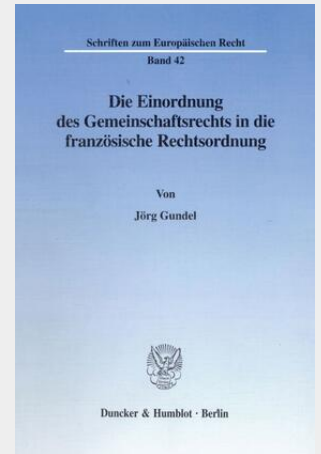 Schriften zum Europäischen Recht
Band 42
Die Einordnung
des Gemeinschaftsrechts in die
französische Rechtsordnung
Von
Jörg Gundel
Duncker & Humblot · Berlin